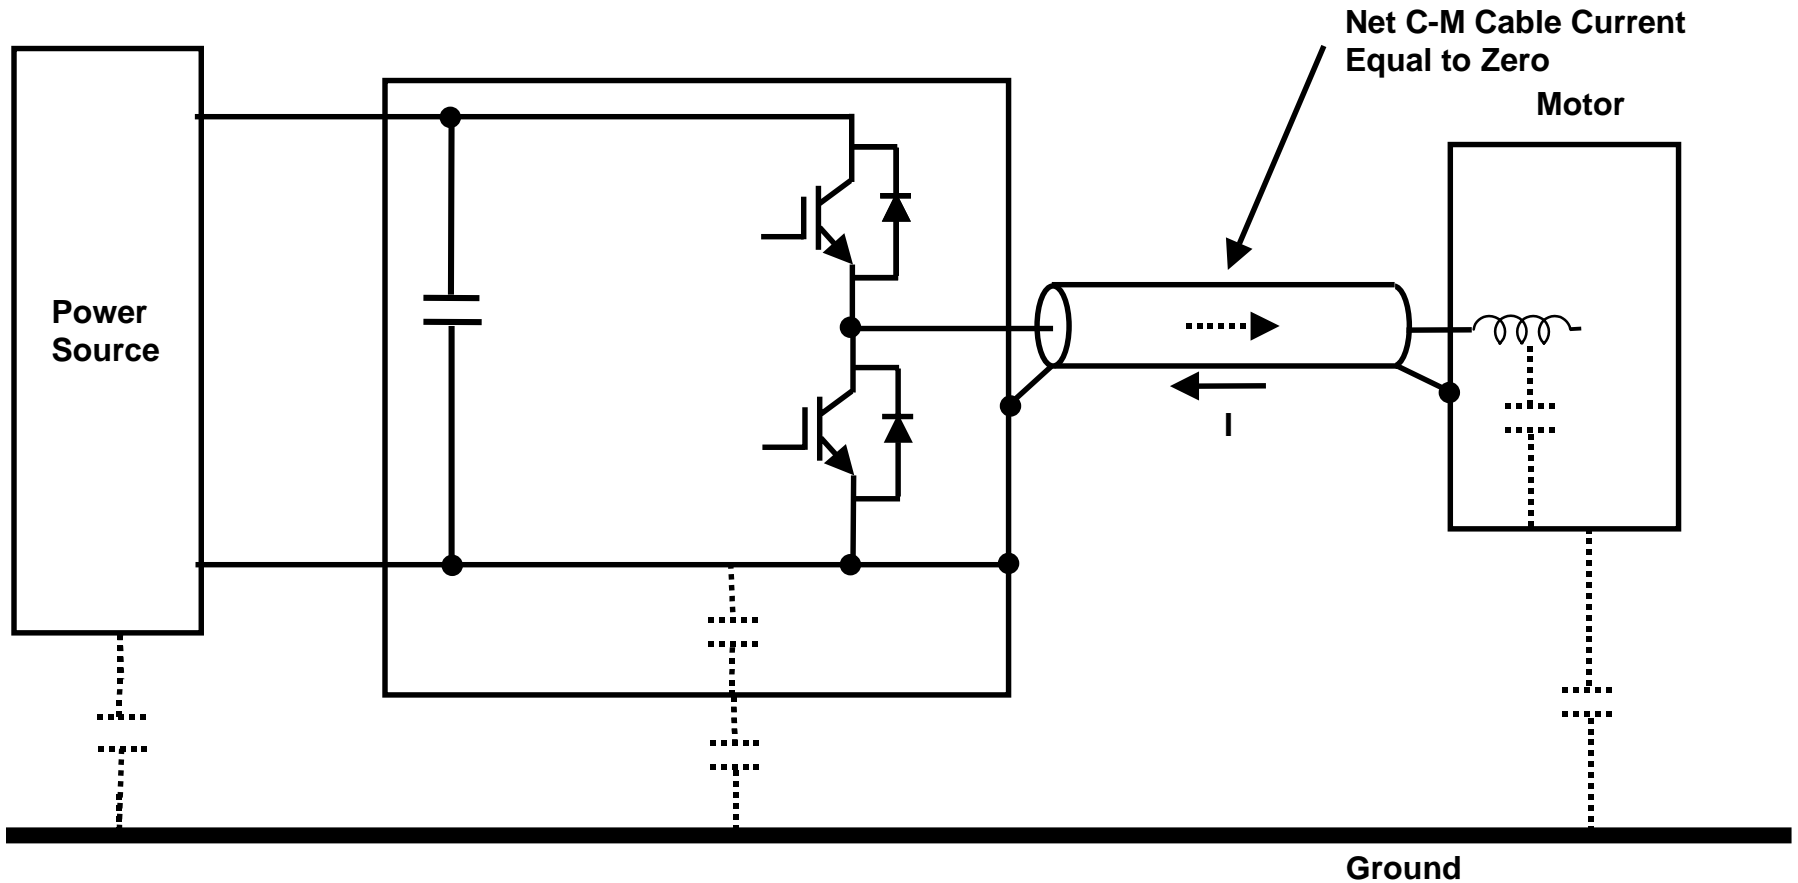 Net C-M Cable Current
Equal to Zero
Motor
Power
Source
I
Ground